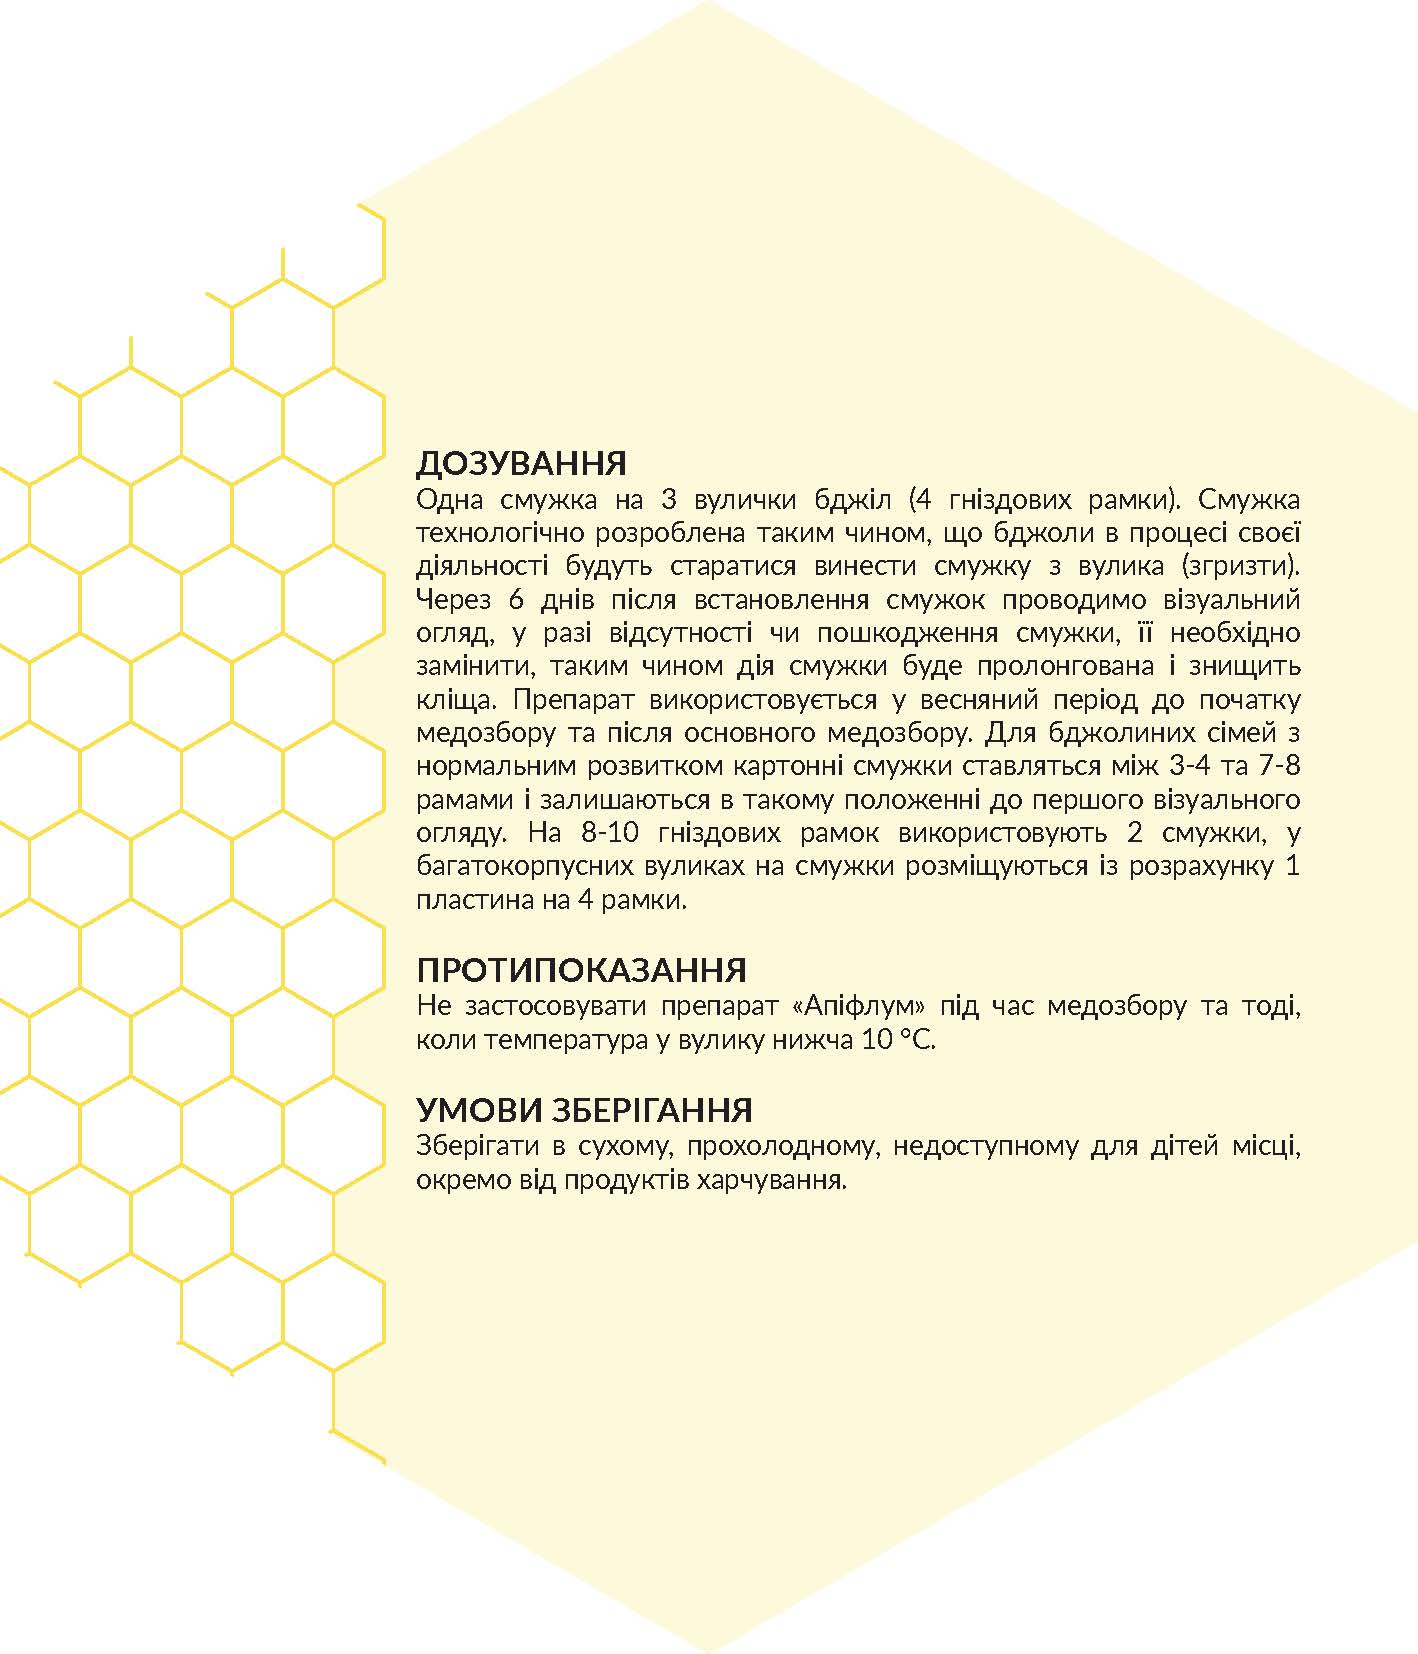 ДОЗУВАННЯ
Одна смужка на 3 вулички бджіл (4 гніздових рамки). Смужка
технологічно розроблена таким чином, що бджоли в процесі своєї
діяльності будуть старатися винести смужку з вулика (згризти).
Через 6 днів після встановлення смужок проводимо візуальний
огляд, у разі відсутності чи пошкодження смужки, її необхідно
замінити, таким чином дія смужки буде пролонгована і знищить
кліща. Препарат використовується у весняний період до початку
медозбору та після основного медозбору. Для бджолиних сімей з
нормальним розвитком картонні смужки ставляться між 3-4 та 7-8
рамами і залишаються в такому положенні до першого візуального
огляду. На 8-10 гніздових рамок використовують 2 смужки, у
багатокорпусних вуликах на смужки розміщуються із розрахунку 1
пластина на 4 рамки.
ПРОТИПОКАЗАННЯ
Не застосовувати препарат «Апіфлум» під час медозбору та тоді,
коли температура у вулику нижча 10 °С.
УМОВИ ЗБЕРІГАННЯ
Зберігати в сухому, прохолодному, недоступному для дітей місці,
окремо від продуктів харчування.